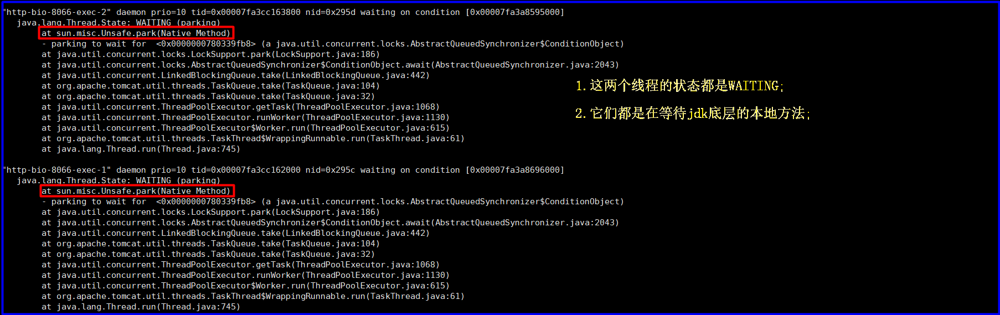 "http-bio-8066-exec-2" daemon prio=10 tid=0x00007fa3cc163800 nid=0x295d waiting on condition [0x00007fa3a8595000]
java.lang.Thread.State: WAITING (parking)
at sun.misc.Unsafe.park(Native Method)
- parking to wait for  <0x0000000780339fb8> (a java.util.concurrent.locks.AbstractQueuedSynchronizer$ConditionObject)
at java.util.concurrent.locks.LockSupport.park(LockSupport.java:186)
at java.util.concurrent.locks.AbstractQueuedSynchronizer$ConditionObject.await(AbstractQueuedSynchronizer.java:2043)
at java.util.concurrent.LinkedBlockingQueue.take(LinkedBlockingQueue.java:442)
at org.apache.tomcat.util.threads.TaskQueue.take(TaskQueue.java:104)
at org.apache.tomcat.util.threads.TaskQueue.take(TaskQueue.java:32)
at java.util.concurrent.ThreadPoolExecutor.getTask(ThreadPoolExecutor.java:1068)
at java.util.concurrent.ThreadPoolExecutor.runWorker(ThreadPoolExecutor.java:1130)
at java.util.concurrent.ThreadPoolExecutor$Worker.run(ThreadPoolExecutor.java:615)
at org.apache.tomcat.util.threads.TaskThread$WrappingRunnable.run(TaskThread.java:61)
at java.lang.Thread.run(Thread.java:745)
1.这两个线程的状态都是WAITING;
2.它们都是在等待jdk底层的本地方法;
"http-bio-8066-exec-1" daemon prio=10 tid=0x00007fa3cc162000 nid=0x295c waiting on condition [0x00007fa3a8696000]
java.lang.Thread.State: WAITING (parking)
at sun.misc.Unsafe.park(Native Method)
- parking to wait for  <0x0000000780339fb8> (a java.util.concurrent.locks.AbstractQueuedSynchronizer$ConditionObject)
at java.util.concurrent.locks.LockSupport.park(LockSupport.java:186)
at java.util.concurrent.locks.AbstractQueuedSynchronizer$ConditionObject.await(AbstractQueuedSynchronizer.java:2043)
at java.util.concurrent.LinkedBlockingQueue.take(LinkedBlockingQueue.java:442)
at org.apache.tomcat.util.threads.TaskQueue.take(TaskQueue.java:104)
at org.apache.tomcat.util.threads.TaskQueue.take(TaskQueue.java:32)
at java.util.concurrent.ThreadPoolExecutor.getTask(ThreadPoolExecutor.java:1068)
at java.util.concurrent.ThreadPoolExecutor.runWorker(ThreadPoolExecutor.java:1130)
at java.util.concurrent.ThreadPoolExecutor$Worker.run(ThreadPoolExecutor.java:615)
at org.apache.tomcat.util.threads.TaskThread$WrappingRunnable.run(TaskThread.java:61)
at java.lang.Thread.run(Thread.java:745)